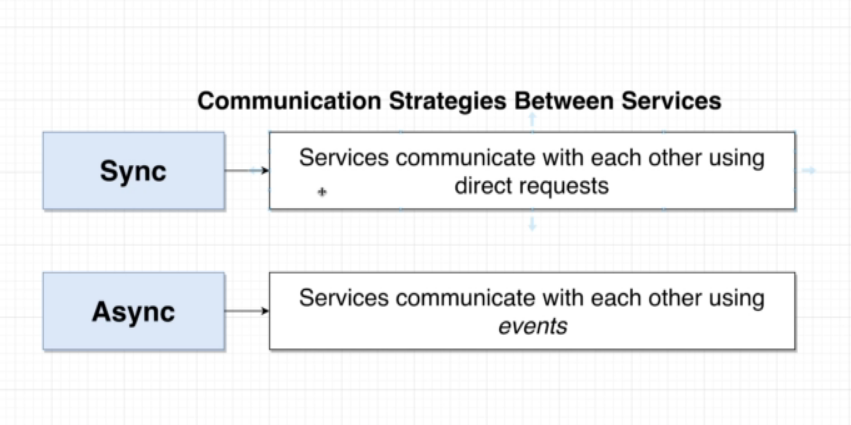 Communication Strategies Between Services
Sync
Services communicate with each other using
direct requests
Async
Services communicate with each other using
events